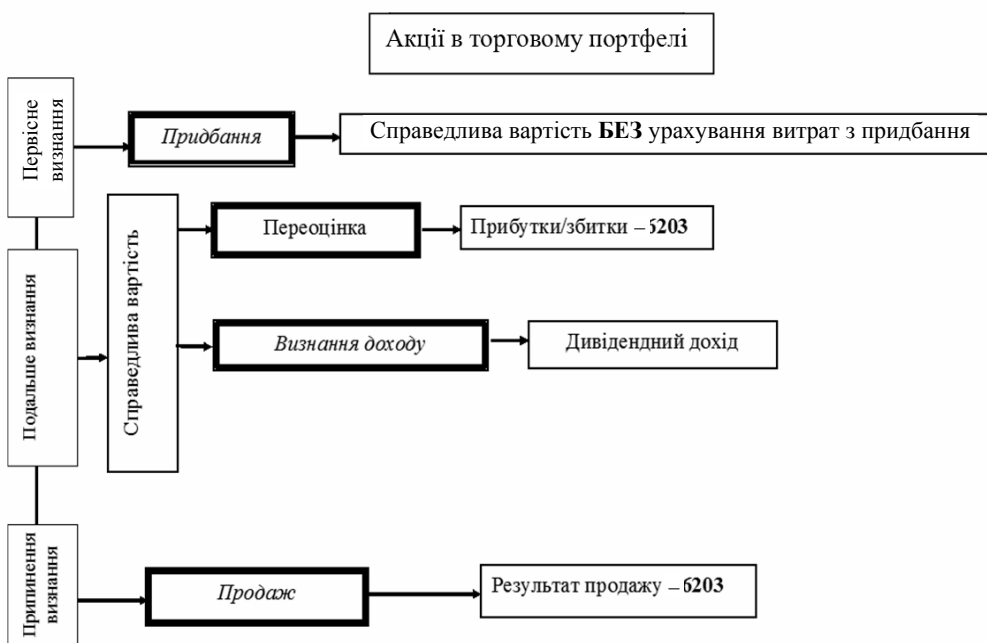 Акції в торговому портфелі
Первісне
визнання
Придбання
Справедлива вартість БЕЗ урахування витрат з придбання
Подальше визнання
Справедлива вартість
Переоцінка
Прибутки/збитки – 6203
Визнання доходу
Дивідендний дохід
Припинення
визнання
Продаж
Результат продажу – 6203